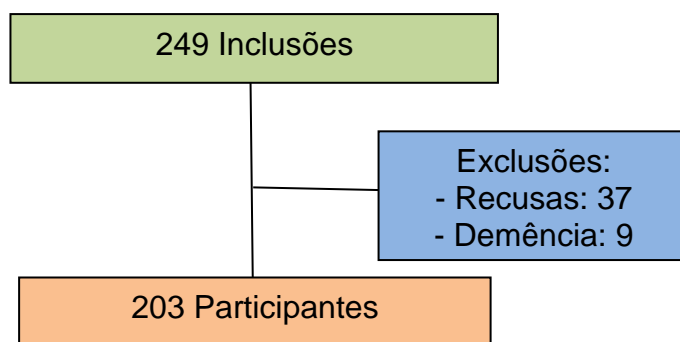 249 Inclusões
Exclusões:
- Recusas: 37
- Demência: 9
203 Participantes